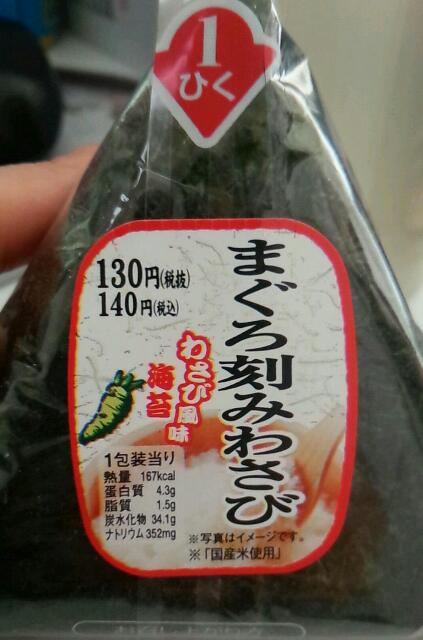 1
ひく
まぐろ刻みわさび
130円(税抜)
140円(税込)
わさび風味
海苔
1包装当り
熱量 167kcal
蛋白質 4.3g
脂質 1.5g
炭水化物 34.1g
ナトリウム 352mg
※写真はイメージです。
※「国産米使用」